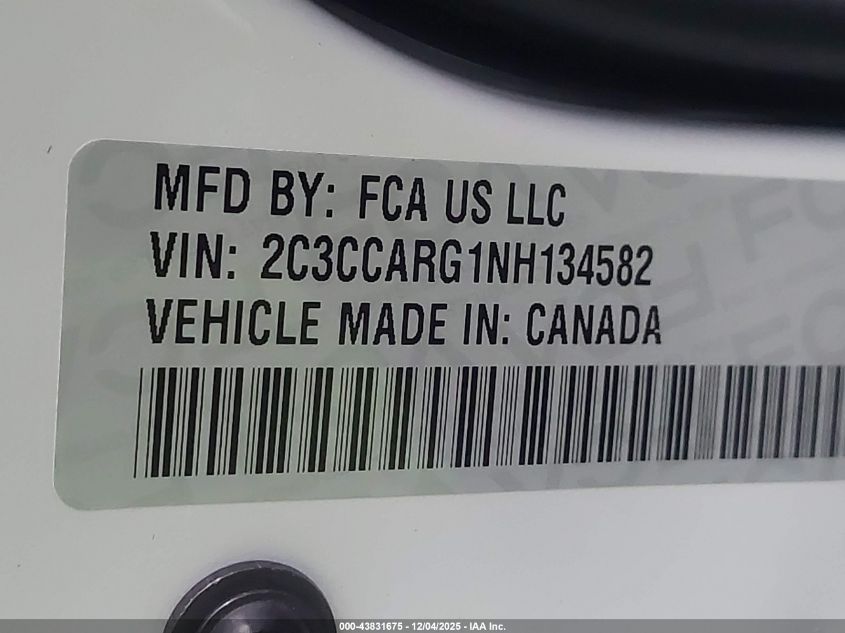 MFD BY: FCA US LLC
VIN: 2C3CCARG1NH134582
VEHICLE MADE IN: CANADA
000-43831675 - 12/04/2025 - IAA Inc.